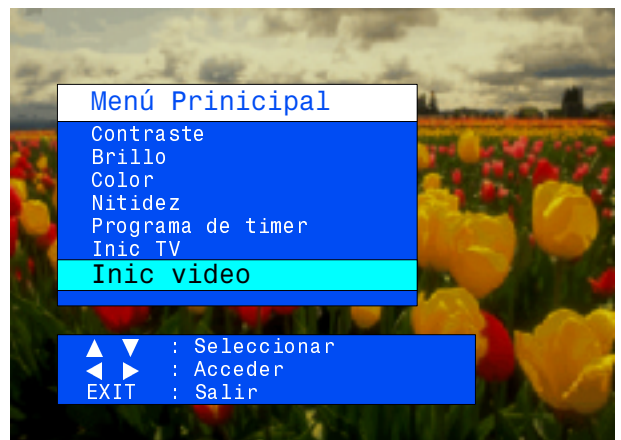 Menú Prinicipal
Contraste
Brillo
Color
Nitidez
Programa de timer
Inic TV
Inic video
▲ ▼ : Seleccionar
◀ ▶ : Acceder
EXIT : Salir